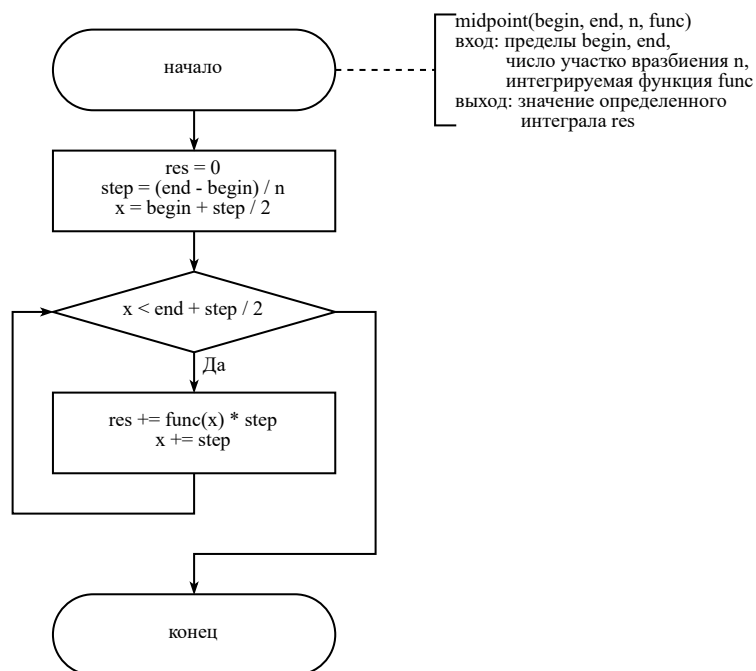 начало
midpoint(begin, end, n, func)
вход: пределы begin, end,
число участко вразбиения n,
интегрируемая функция func
выход: значение определенного
интеграла res
res = 0
step = (end - begin) / n
x = begin + step / 2
x < end + step / 2
Да
res += func(x) * step
x += step
конец